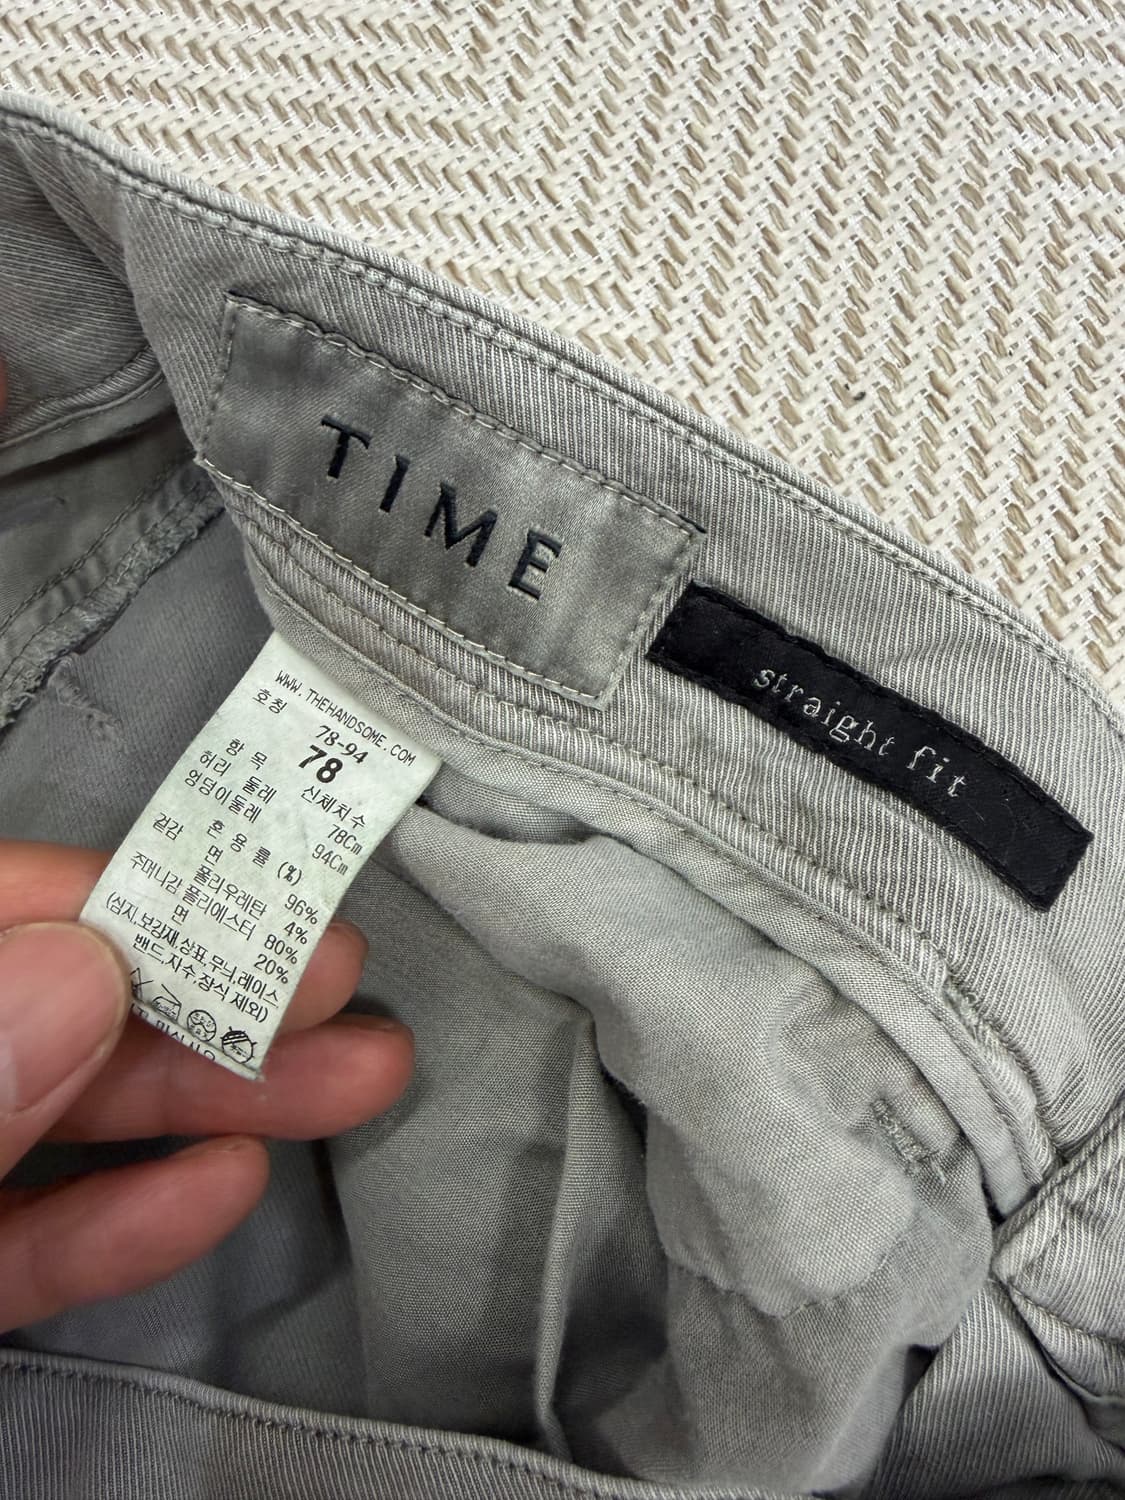 TIME
straight fit
WWW.THEHANDSOME.COM
호칭 78-94
78
항 목 신체치수
허리 둘레 78Cm
엉덩이둘레 94Cm
혼 용 률 (%)
겉감 면 96%
폴리우레탄 4%
주머니감 폴리에스터 80%
면 20%
(심지,보강재,상표,무늬,레이스
밴드,자수,장식 제외)